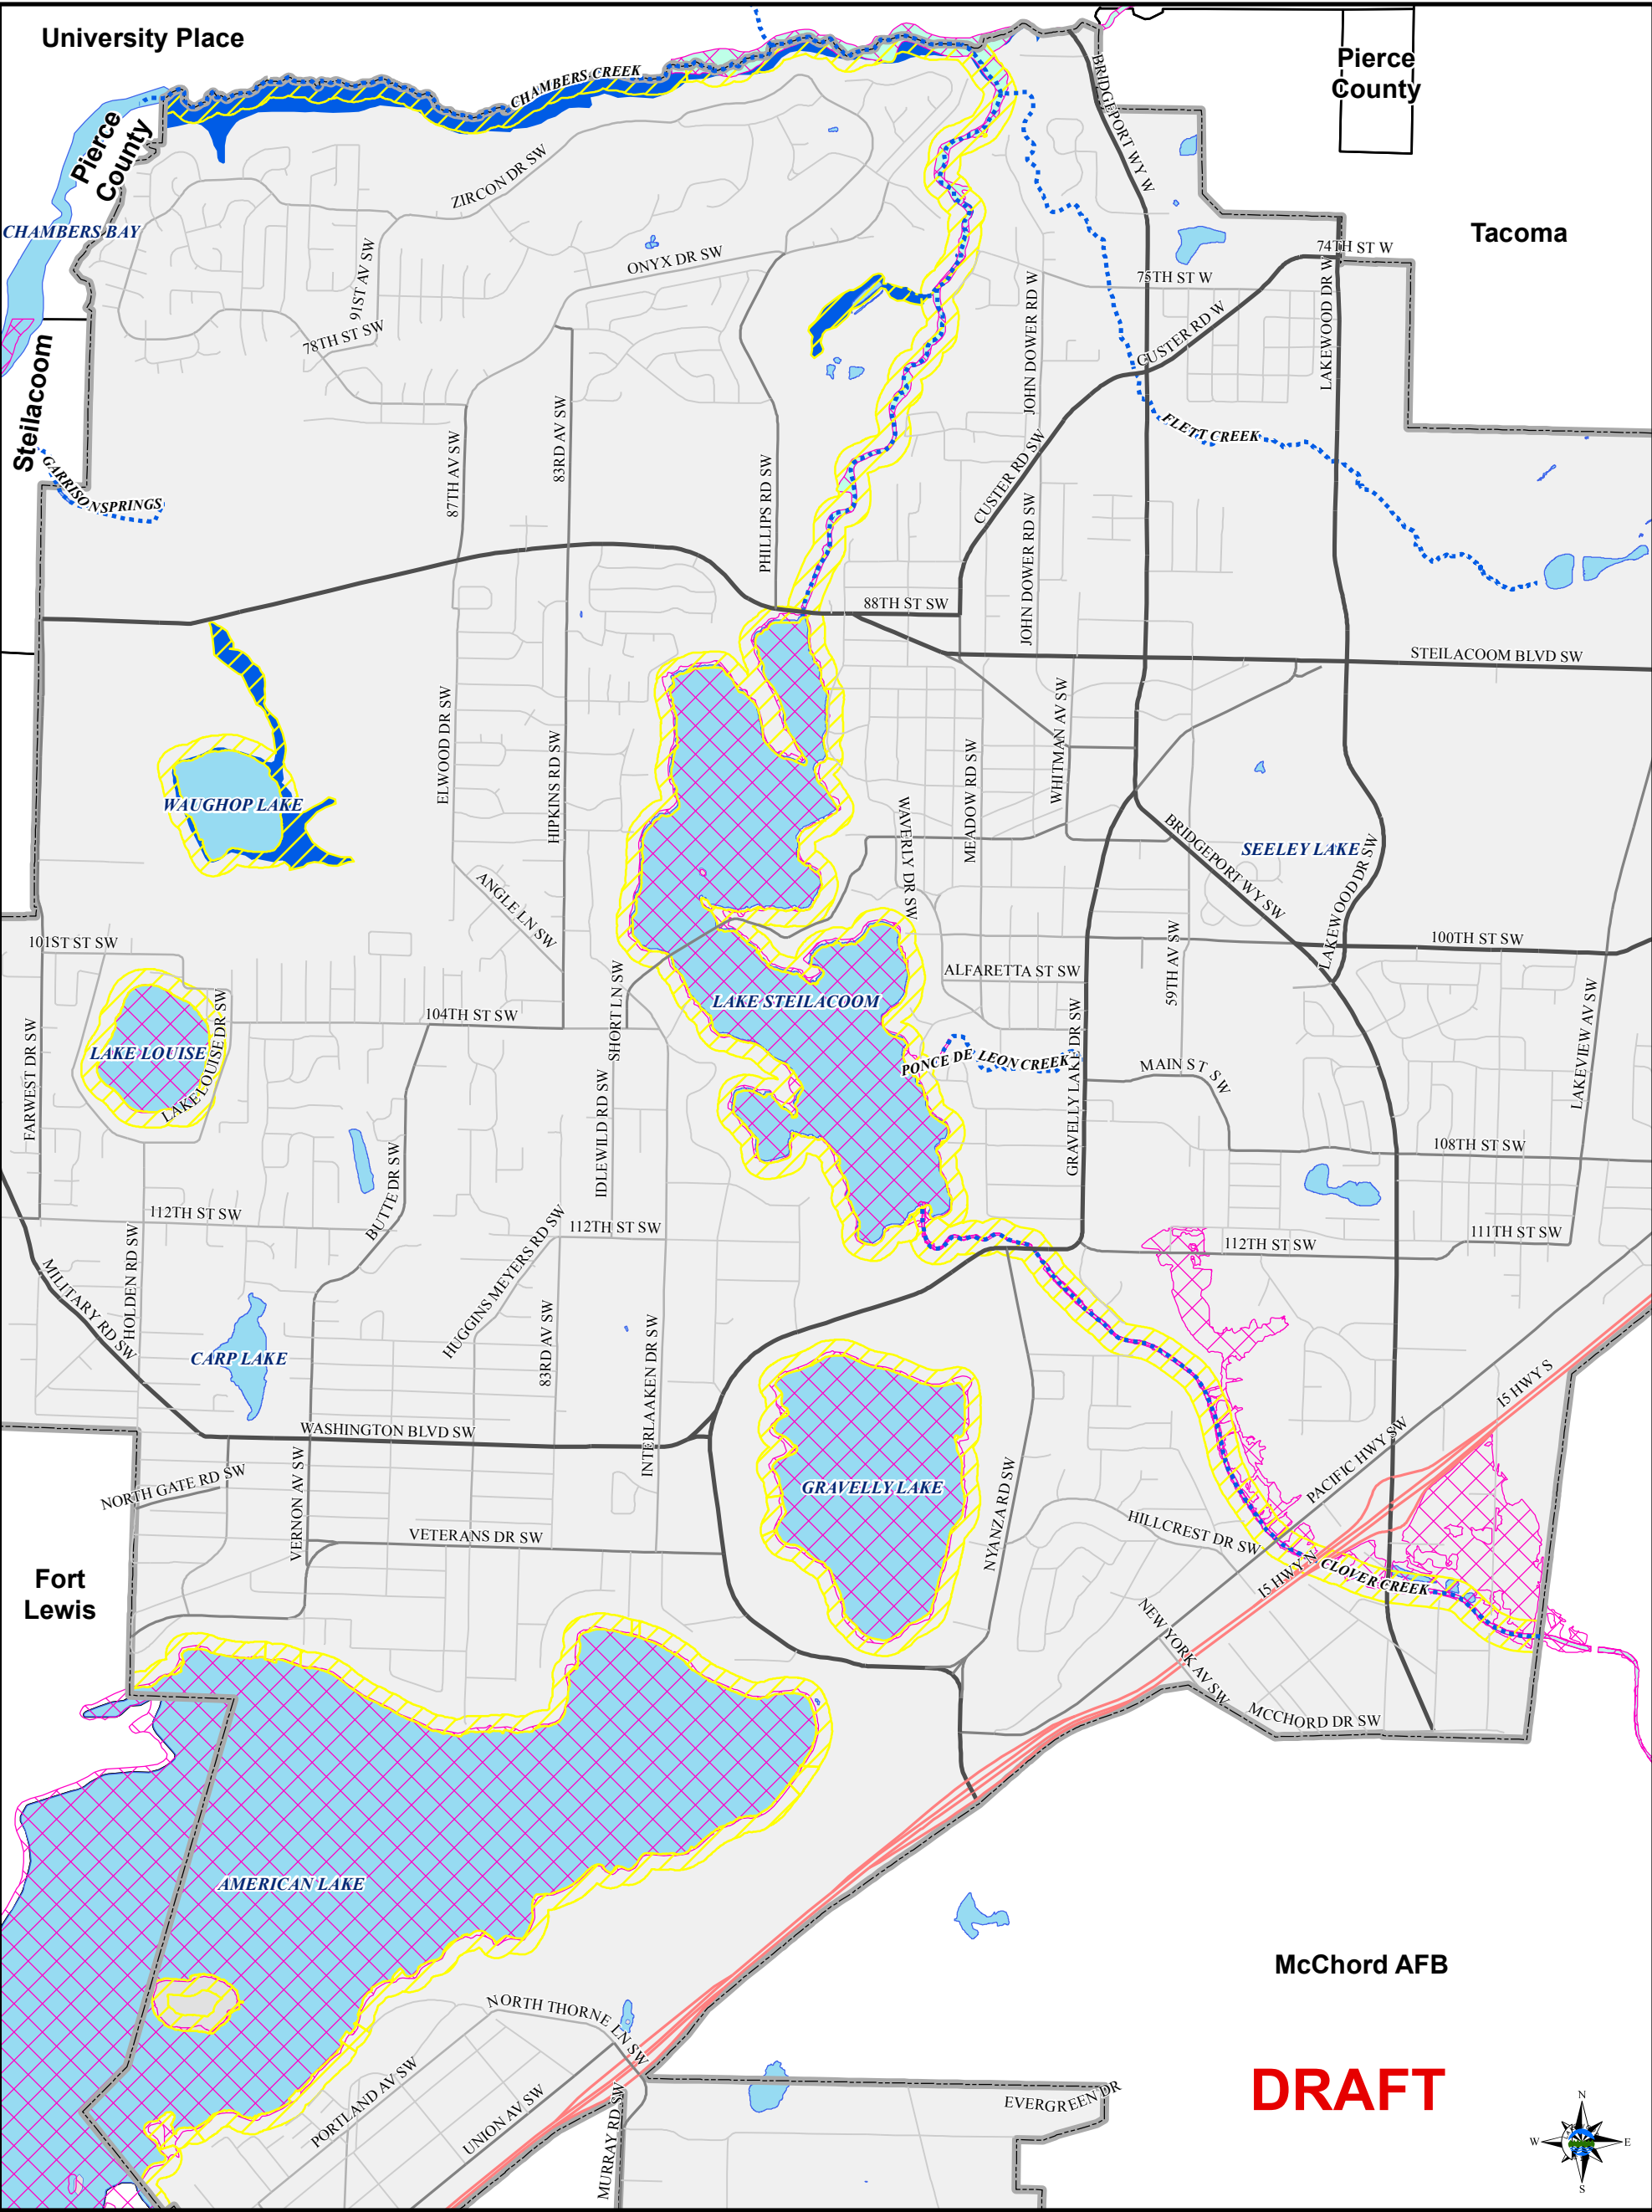 University Place
Pierce
County
CHAMBERS CREEK
BRIDGEPORT WY W
Pierce
County
ZIRCON DR SW
CHAMBERS BAY
Tacoma
74TH ST W
91ST AV SW
ONYX DR SW
75TH ST W
JOHN DOWER RD W
LAKEWOOD DR W
78TH ST SW
CUSTER RD W
Steilacoom
83RD AV SW
FLETT CREEK
87TH AV SW
PHILLIPS RD SW
CUSTER RD SW
GARRISON SPRINGS
JOHN DOWER RD SW
88TH ST SW
STEILACOOM BLVD SW
ELWOOD DR SW
HIPKINS RD SW
WHITMAN AV SW
MEADOW RD SW
WAVERLY DR SW
WAUGHOP LAKE
BRIDGEPORT WY SW
SEELEY LAKE
LAKEWOOD DR SW
ANGLE LN SW
101ST ST SW
100TH ST SW
ALFARETTA ST SW
59TH AV SW
LAKE STEILACOOM
SHORT LN SW
104TH ST SW
LAKE LOUISE
LAKE LOUISE DR SW
FARWEST DR SW
PONCE DE LEON CREEK
GRAVELLY LAKE DR SW
MAIN ST SW
LAKEVIEW AV SW
IDLEWILD RD SW
108TH ST SW
BUTTE DR SW
112TH ST SW
112TH ST SW
112TH ST SW
111TH ST SW
HOLDEN RD SW
MILITARY RD SW
HUGGINS MEYERS RD SW
83RD AV SW
INTERLAAKEN DR SW
CARP LAKE
I5 HWY S
WASHINGTON BLVD SW
PACIFIC HWY SW
NORTH GATE RD SW
VERNON AV SW
GRAVELLY LAKE
NYANZA RD SW
VETERANS DR SW
HILLCREST DR SW
I5 HWY N
CLOVER CREEK
Fort
Lewis
NEW YORK AV SW
MCCHORD DR SW
AMERICAN LAKE
McChord AFB
NORTH THORNE LN SW
PORTLAND AV SW
UNION AV SW
MURRAY RD SW
EVERGREEN DR
DRAFT
N
W
E
S